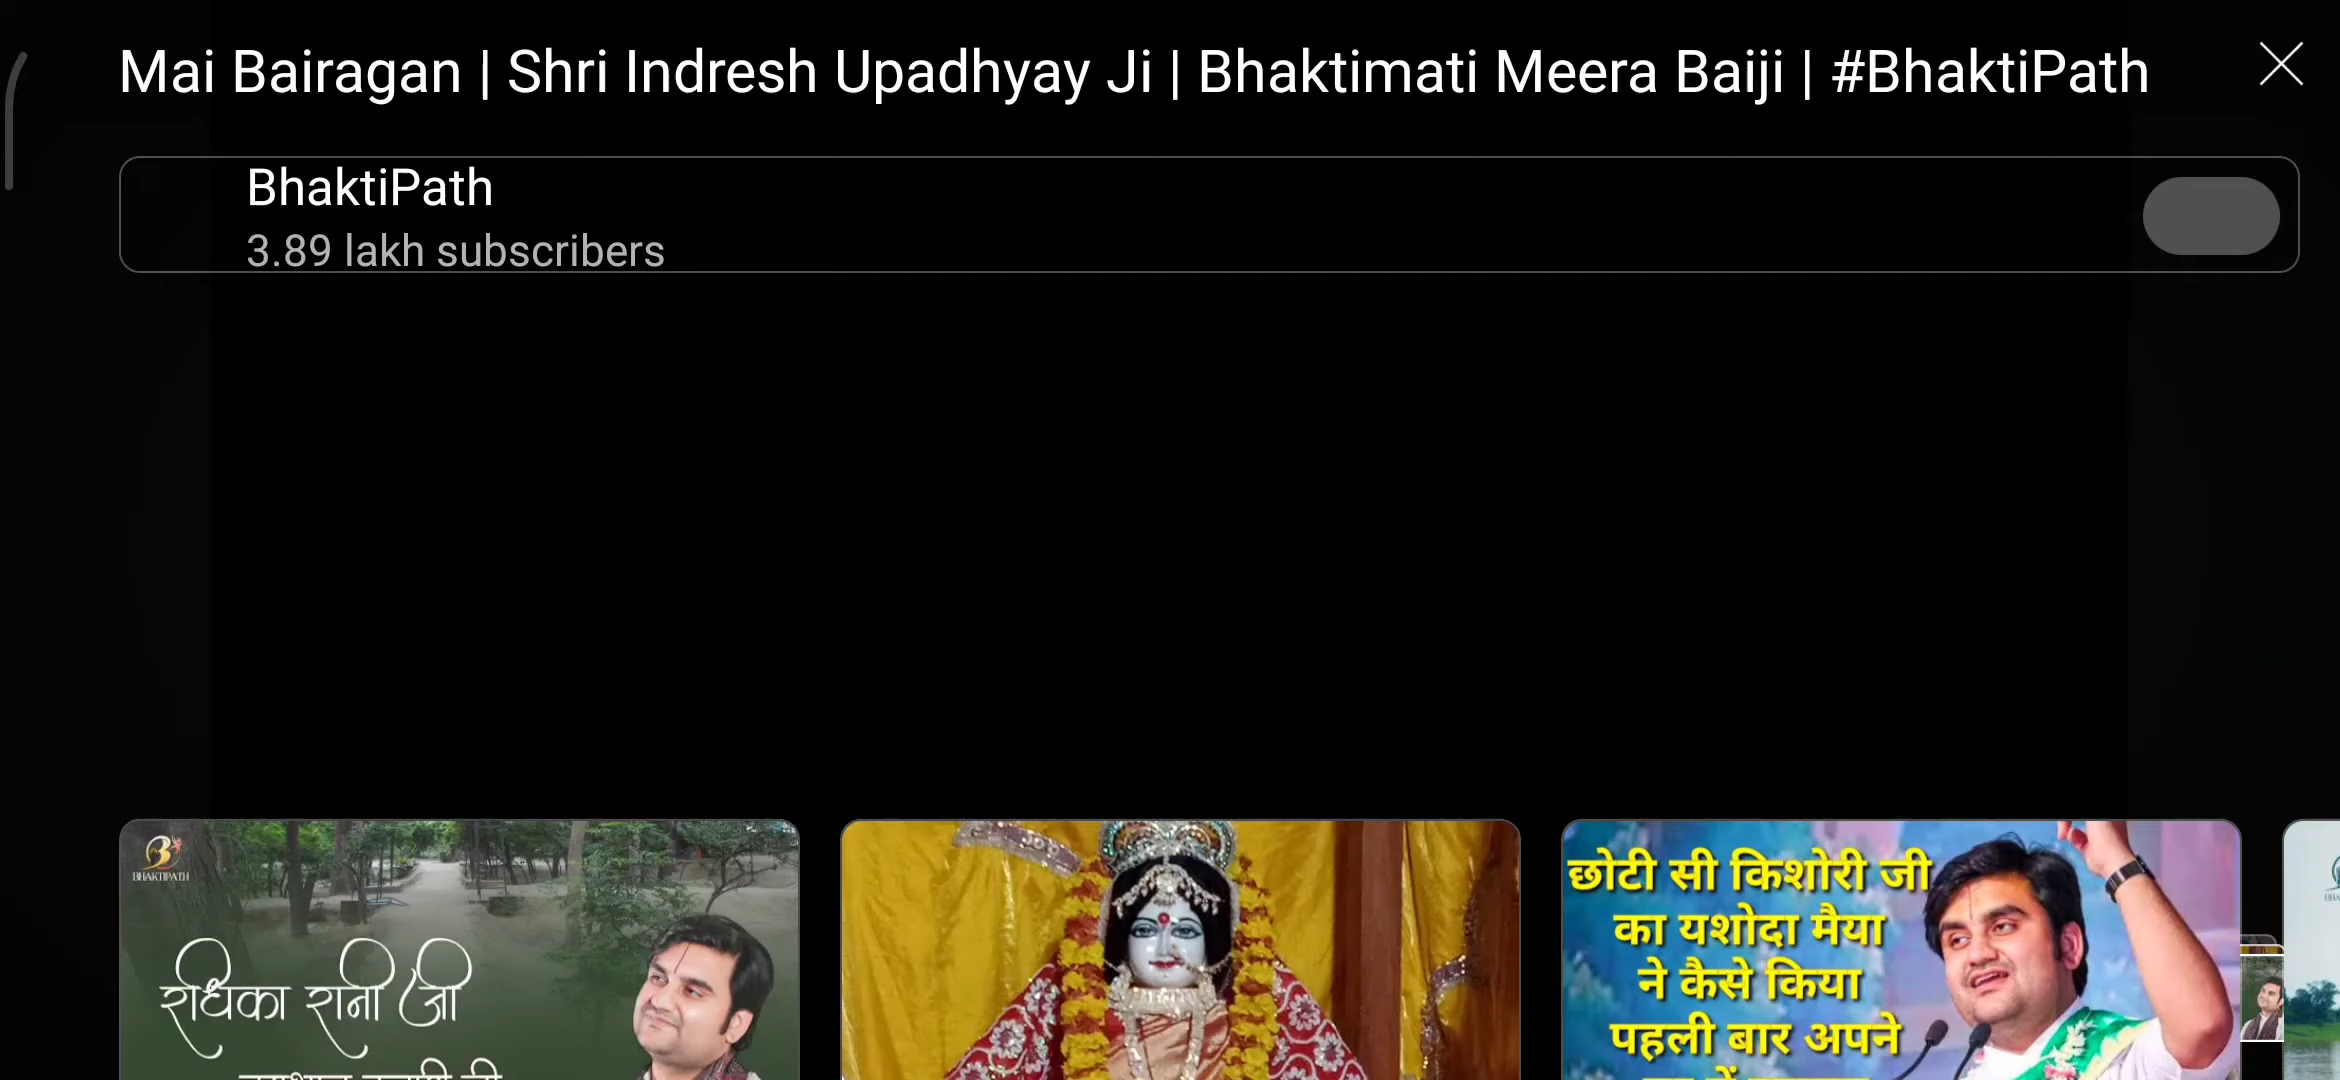 Mai Bairagan | Shri Indresh Upadhyay Ji | Bhaktimati Meera Baiji | #BhaktiPath
BhaktiPath
3.89 lakh subscribers
BHAKTIPATH
राधिका रानी जी
छोटी सी किशोरी जी
का यशोदा मैया
ने कैसे किया
पहली बार अपने